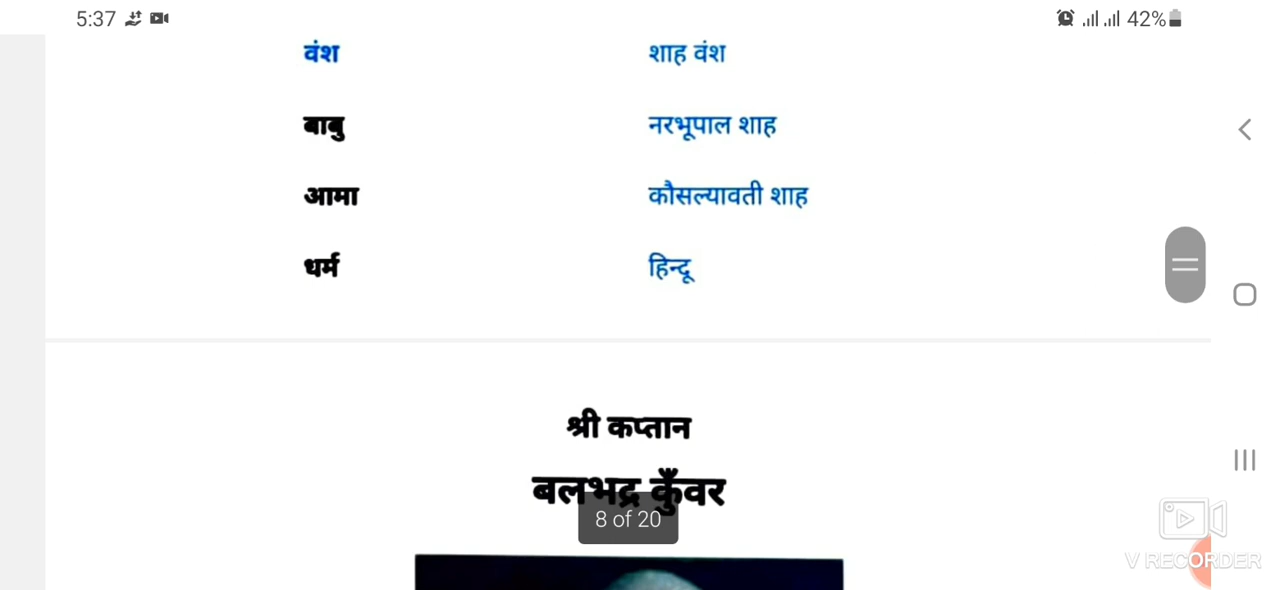 5:37 42%
वंश शाह वंश
बाबु नरभूपाल शाह
आमा कौसल्यावती शाह
धर्म हिन्दू
श्री कप्तान
बलभद्र कुँवर
8 of 20
V RECORDER